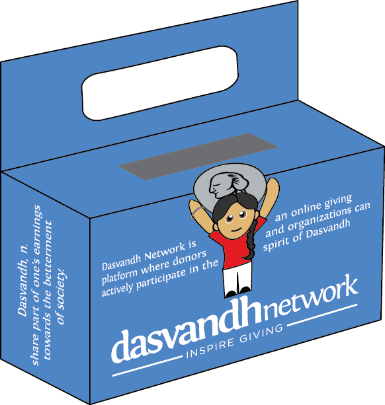 Dasvandh, n.
share part of one's earnings
towards the betterment
of society.
Dasvandh Network is
platform where donors
actively participate in the
an online giving
and organizations can
spirit of Dasvandh
dasvandhnetwork
INSPIRE GIVING